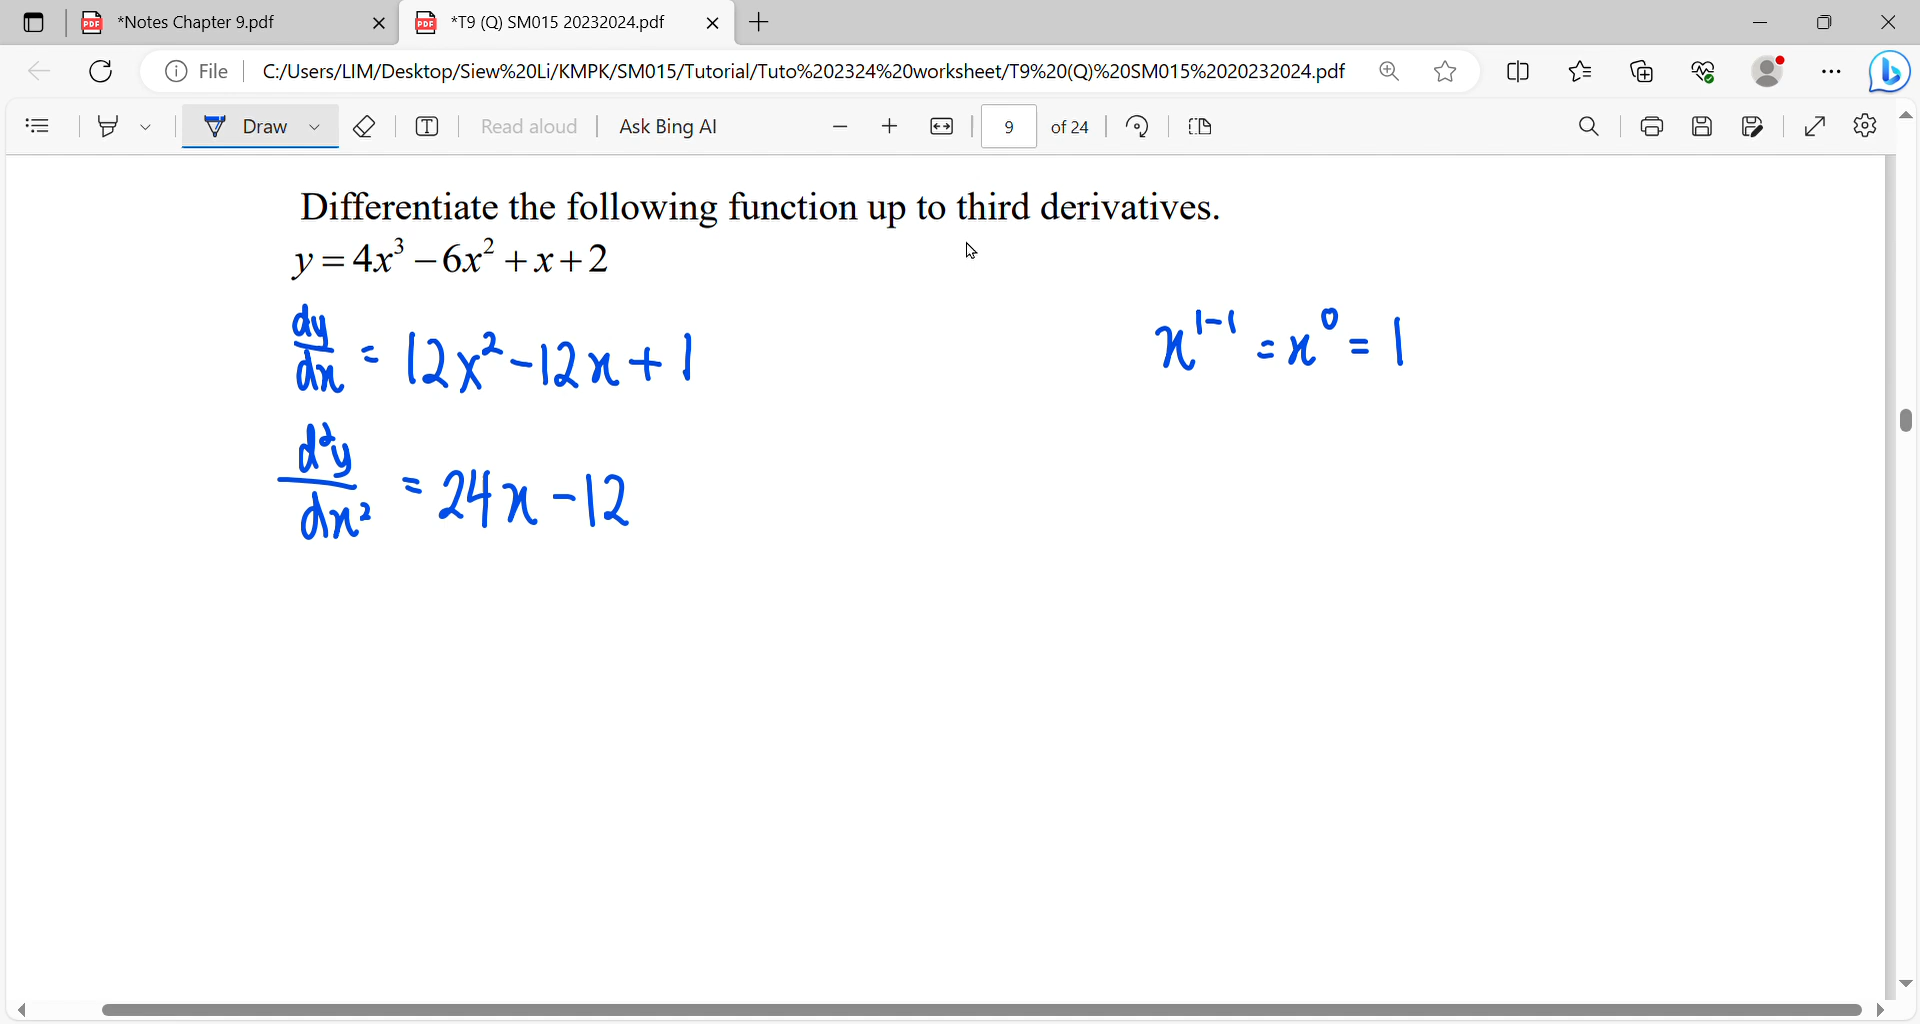 *Notes Chapter 9.pdf
*T9 (Q) SM015 20232024.pdf
File C:/Users/LIM/Desktop/Siew%20Li/KMPK/SM015/Tutorial/Tuto%202324%20worksheet/T9%20(Q)%20SM015%2020232024.pdf
Draw Read aloud Ask Bing AI 9 of 24
Differentiate the following function up to third derivatives.
y = 4x³ − 6x² + x + 2
dy/dx = 12x² − 12x + 1
x¹⁻¹ = x⁰ = 1
d²y/dx² = 24x − 12